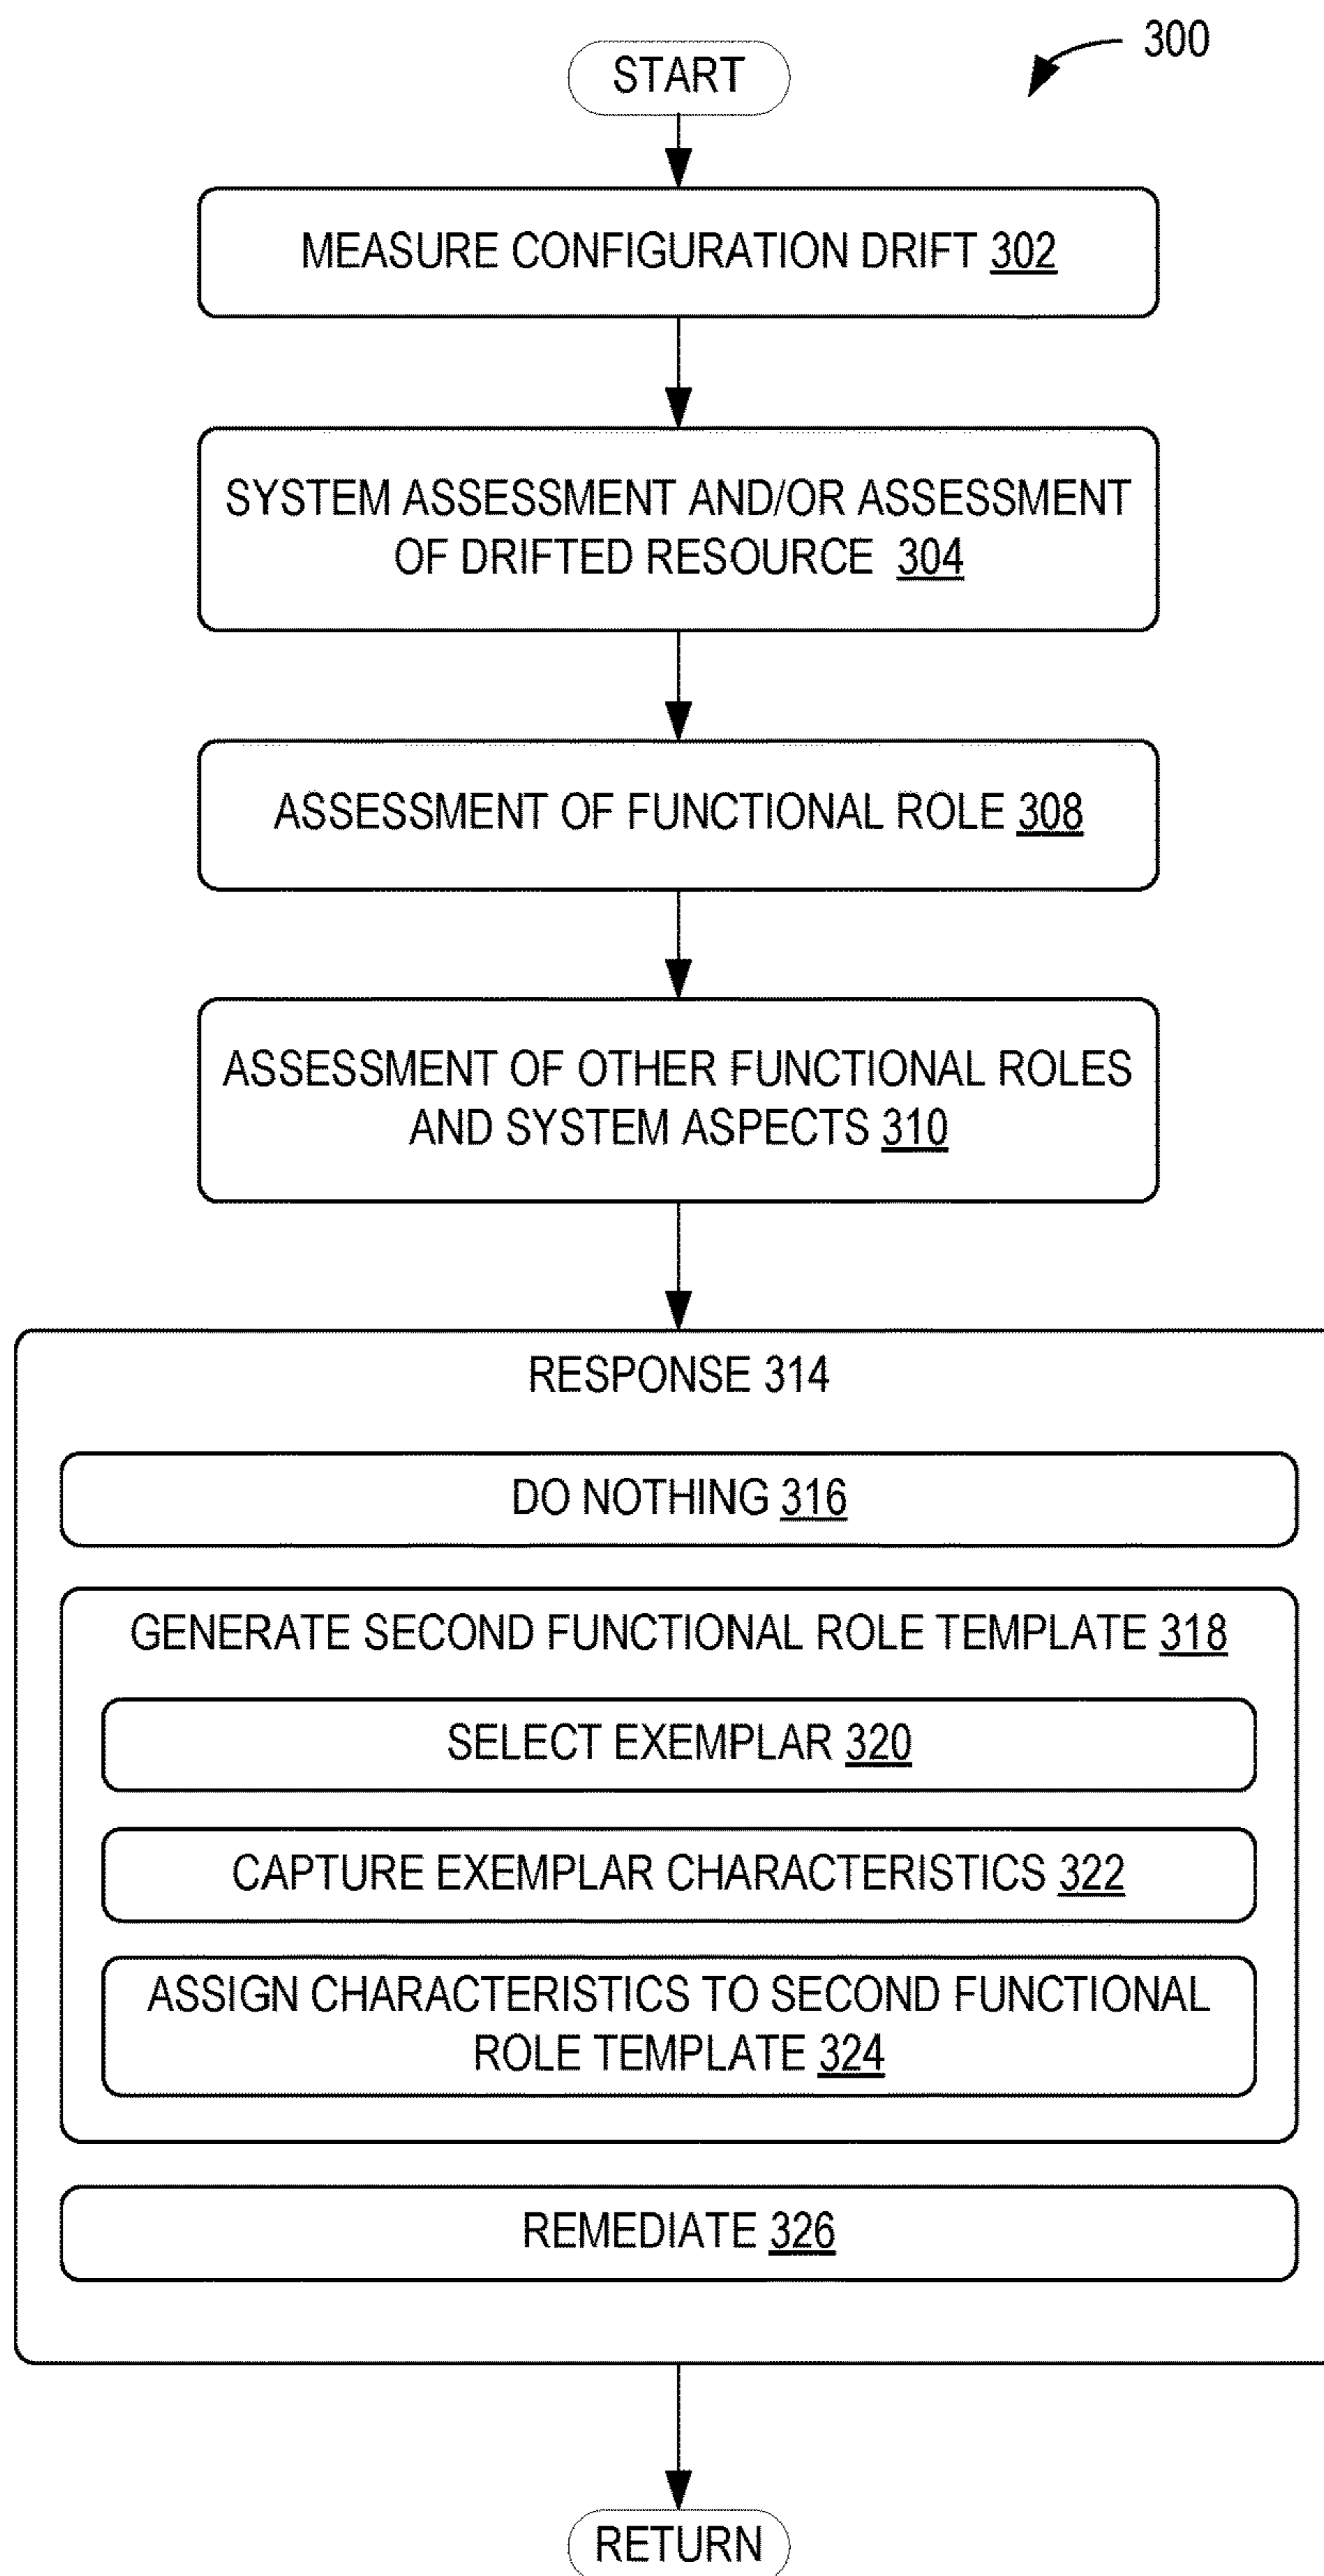 START
300
MEASURE CONFIGURATION DRIFT 302
SYSTEM ASSESSMENT AND/OR ASSESSMENT
OF DRIFTED RESOURCE 304
ASSESSMENT OF FUNCTIONAL ROLE 308
ASSESSMENT OF OTHER FUNCTIONAL ROLES
AND SYSTEM ASPECTS 310
RESPONSE 314
DO NOTHING 316
GENERATE SECOND FUNCTIONAL ROLE TEMPLATE 318
SELECT EXEMPLAR 320
CAPTURE EXEMPLAR CHARACTERISTICS 322
ASSIGN CHARACTERISTICS TO SECOND FUNCTIONAL
ROLE TEMPLATE 324
REMEDIATE 326
RETURN